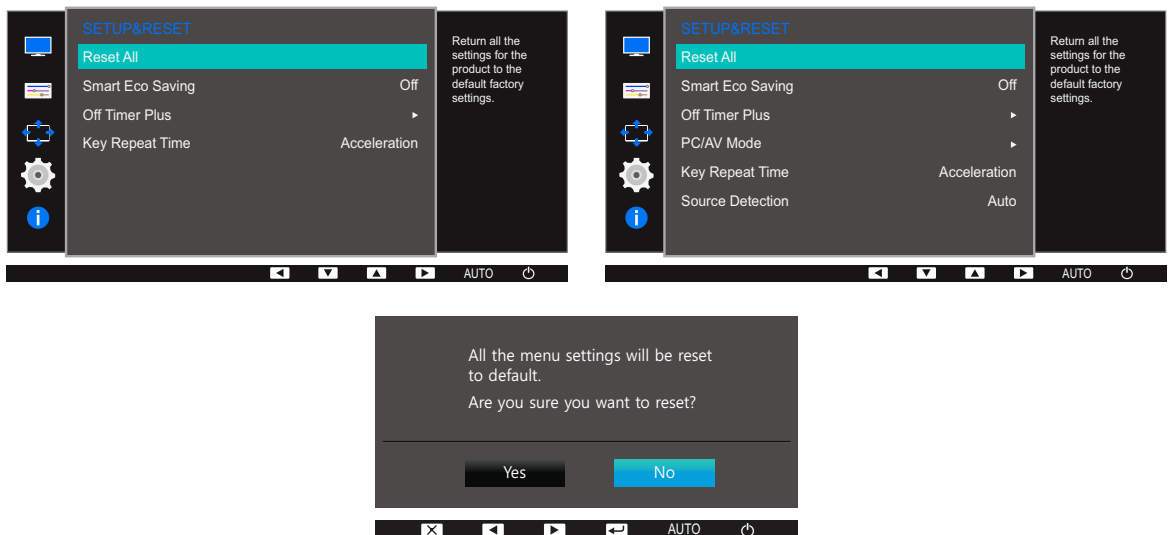 SETUP&RESET
Reset All
Smart Eco Saving Off
Off Timer Plus
Key Repeat Time Acceleration
Return all the
settings for the
product to the
default factory
settings.
AUTO
SETUP&RESET
Reset All
Smart Eco Saving Off
Off Timer Plus
PC/AV Mode
Key Repeat Time Acceleration
Source Detection Auto
Return all the
settings for the
product to the
default factory
settings.
AUTO
All the menu settings will be reset
to default.
Are you sure you want to reset?
Yes No
AUTO